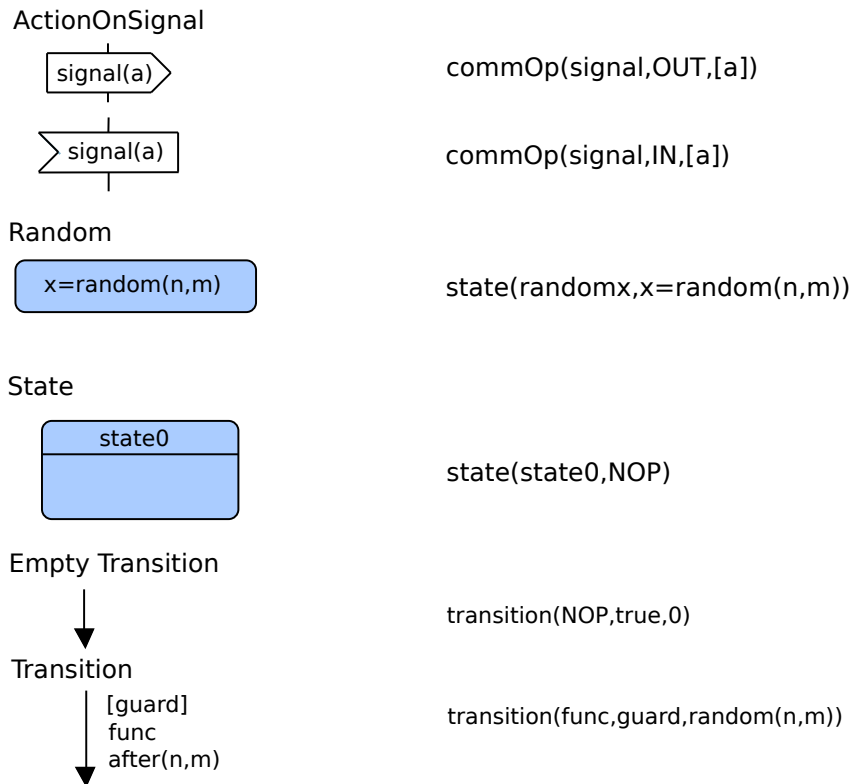 ActionOnSignal
signal(a)
commOp(signal,OUT,[a])
signal(a)
commOp(signal,IN,[a])
Random
x=random(n,m)
state(randomx,x=random(n,m))
State
state0
state(state0,NOP)
Empty Transition
transition(NOP,true,0)
Transition
[guard]
func
after(n,m)
transition(func,guard,random(n,m))